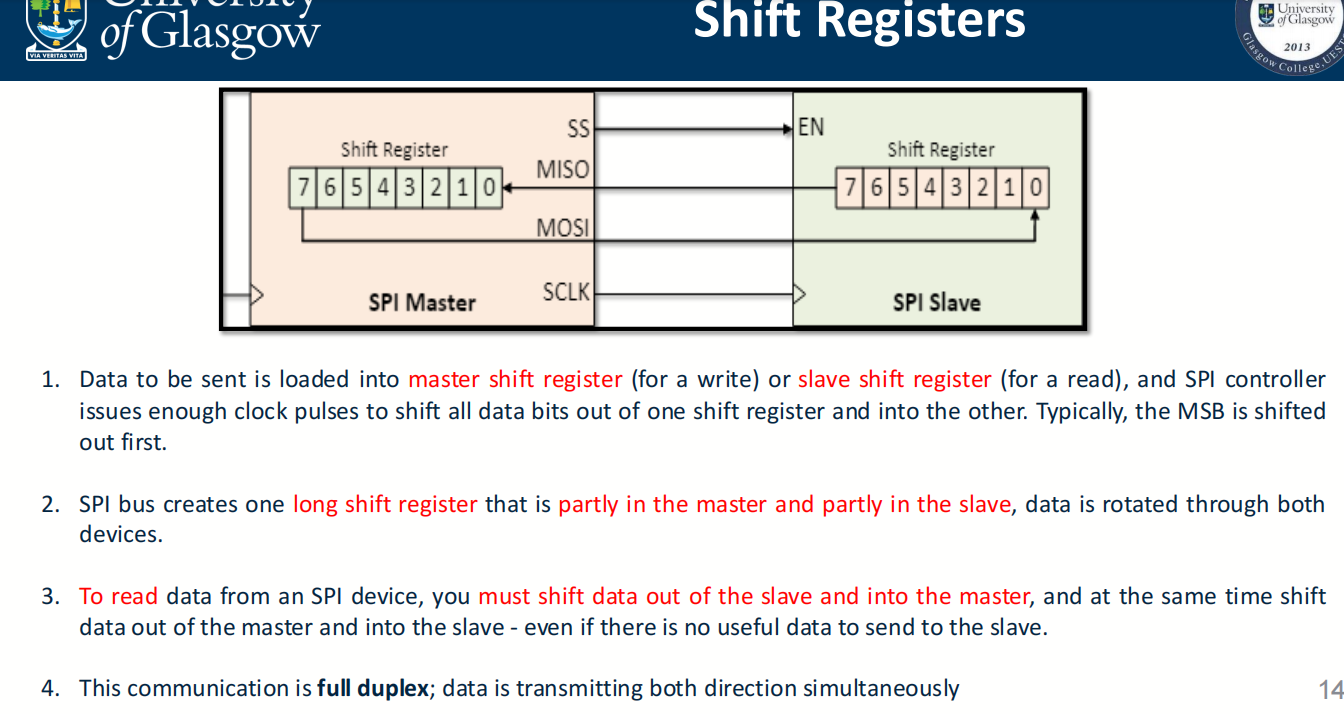 University
of Glasgow
VIA VERITAS VITA
Shift Registers
University
of Glasgow
2013
Glasgow College, UEST
SS
EN
Shift Register
Shift Register
MISO
7 6 5 4 3 2 1 0
7 6 5 4 3 2 1 0
MOSI
SCLK
SPI Master
SPI Slave
1. Data to be sent is loaded into master shift register (for a write) or slave shift register (for a read), and SPI controller
issues enough clock pulses to shift all data bits out of one shift register and into the other. Typically, the MSB is shifted
out first.
2. SPI bus creates one long shift register that is partly in the master and partly in the slave, data is rotated through both
devices.
3. To read data from an SPI device, you must shift data out of the slave and into the master, and at the same time shift
data out of the master and into the slave - even if there is no useful data to send to the slave.
4. This communication is full duplex; data is transmitting both direction simultaneously
14